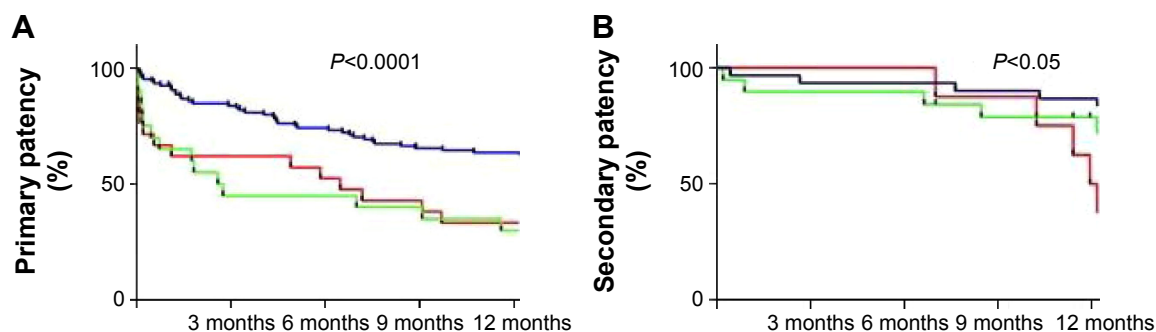 A
Primary patency
(%)
100
50
0
P<0.0001
3 months 6 months 9 months 12 months
B
Secondary patency
(%)
100
50
0
P<0.05
3 months 6 months 9 months 12 months